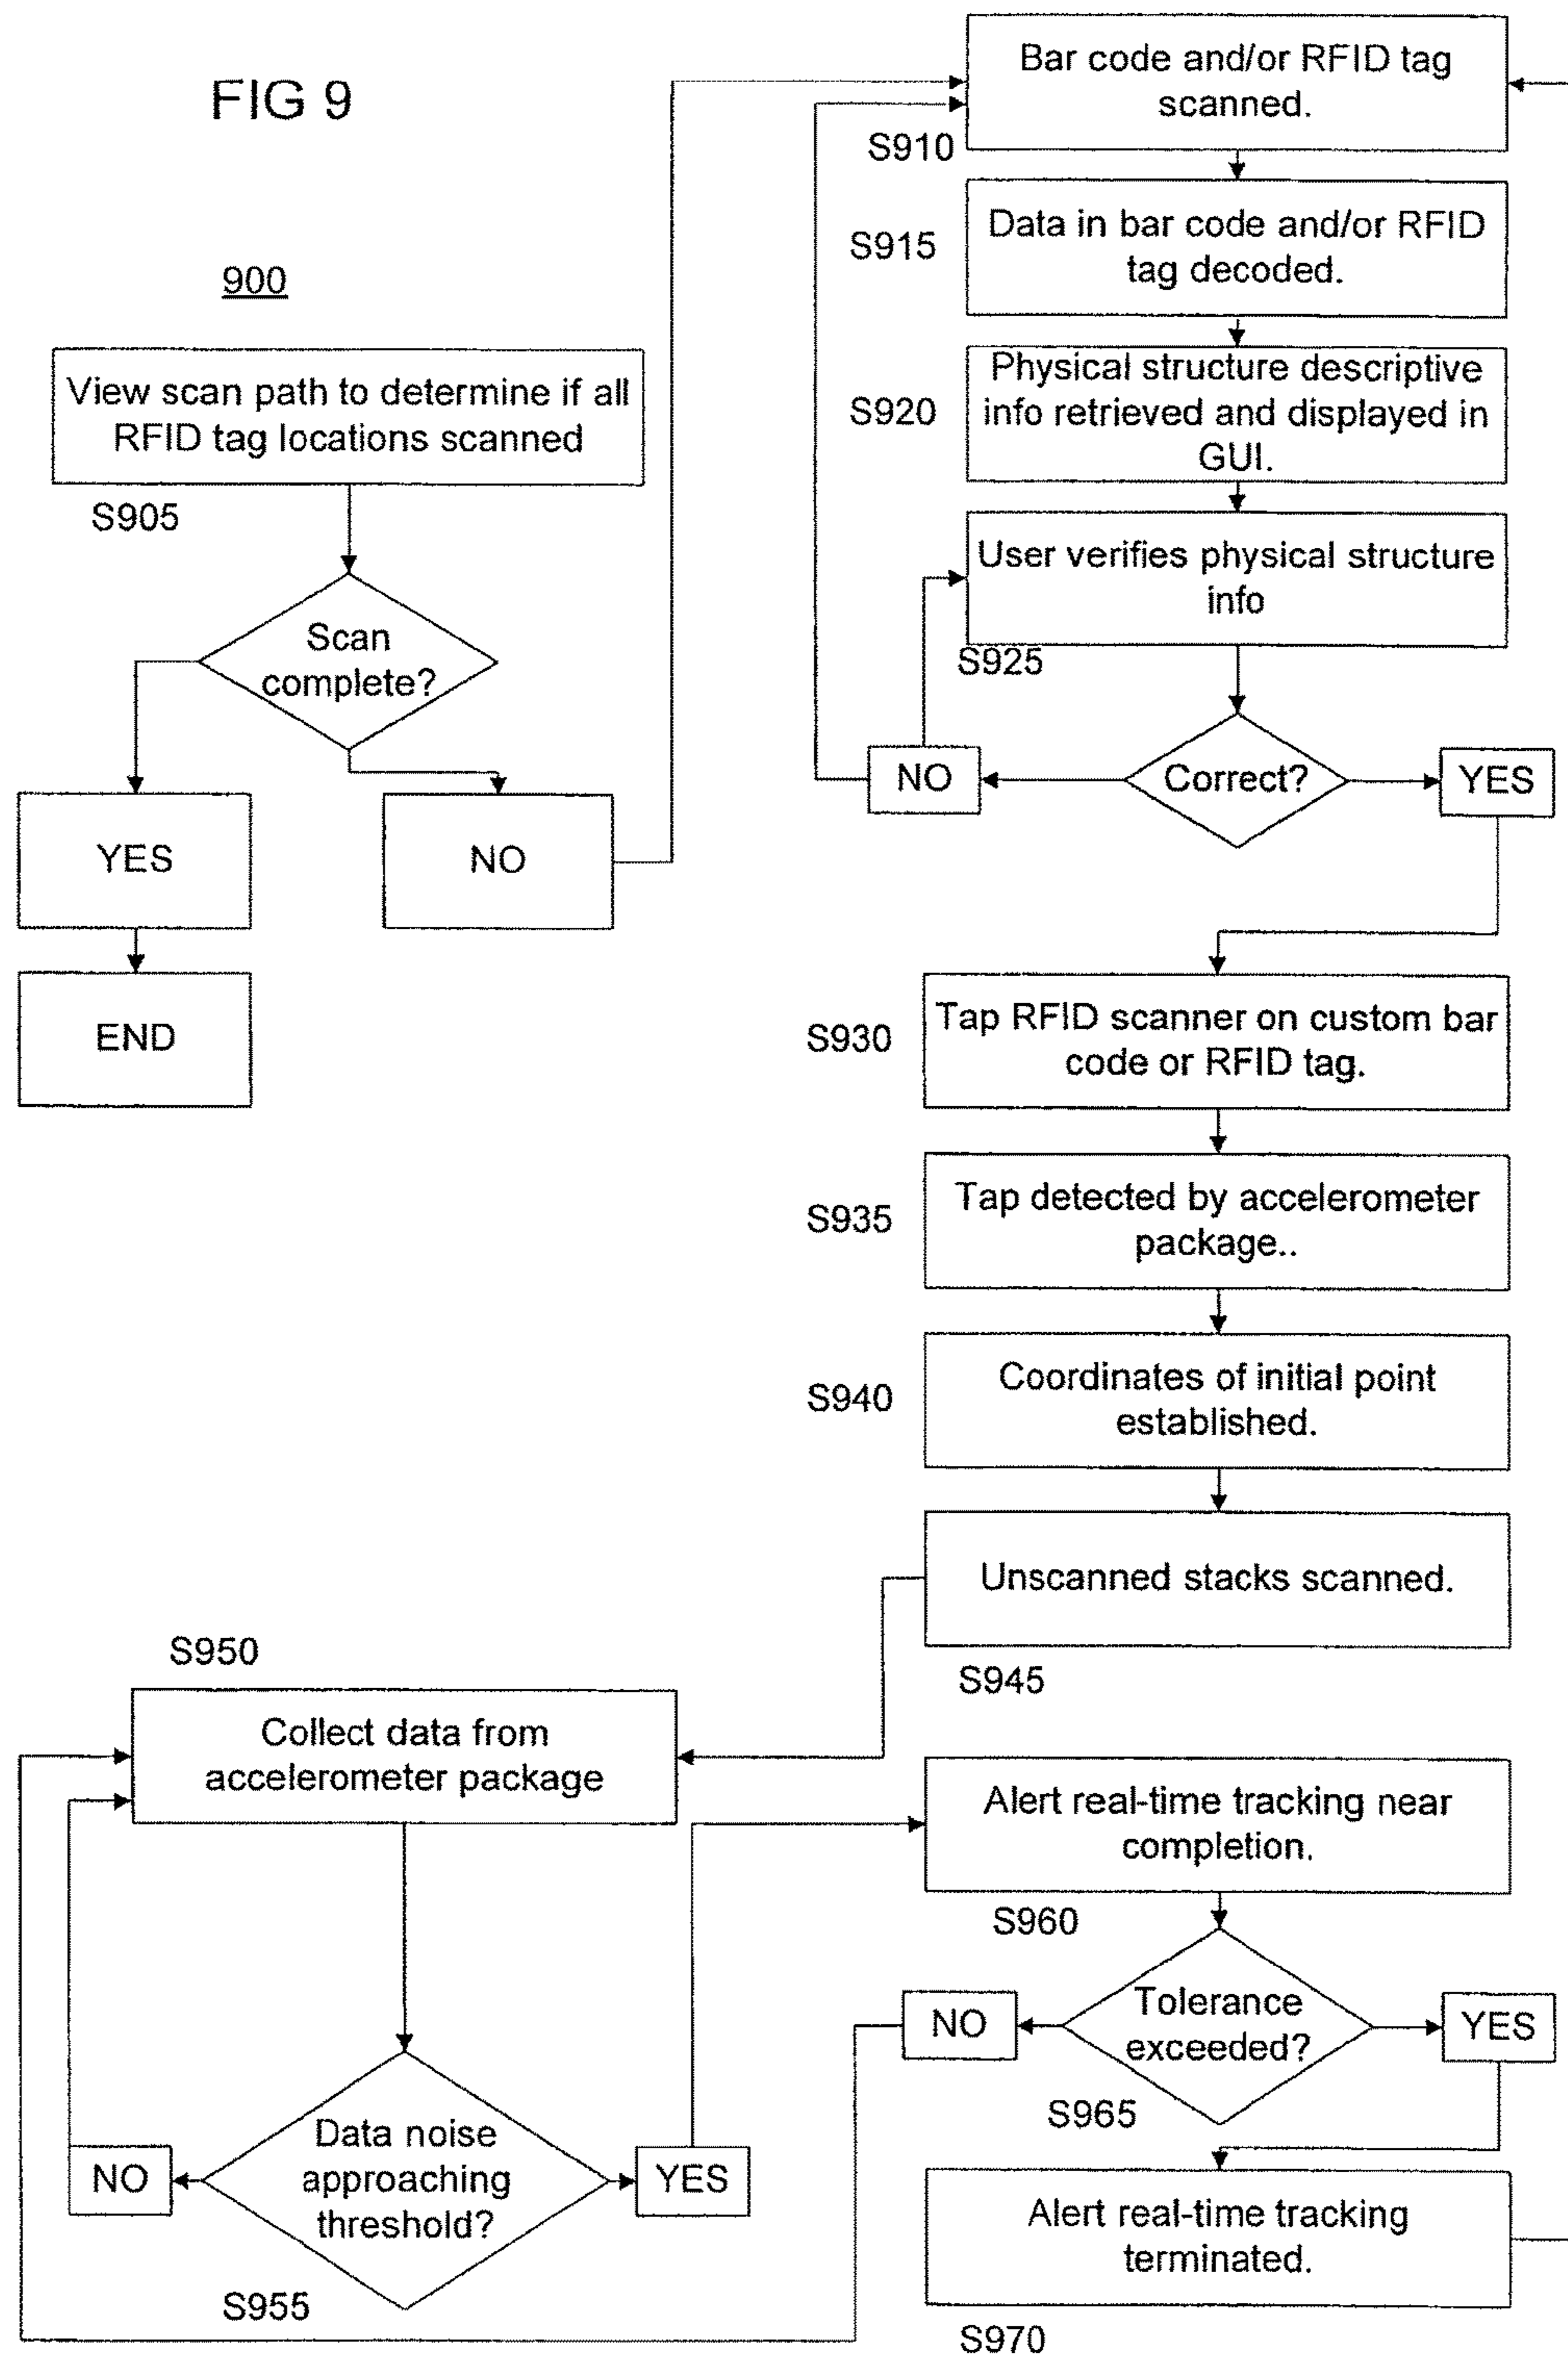 FIG 9
900
View scan path to determine if all
RFID tag locations scanned
S905
Scan
complete?
YES
NO
END
Bar code and/or RFID tag
scanned.
S910
Data in bar code and/or RFID
tag decoded.
S915
Physical structure descriptive
info retrieved and displayed in
GUI.
S920
User verifies physical structure
info
S925
Correct?
NO
YES
Tap RFID scanner on custom bar
code or RFID tag.
S930
Tap detected by accelerometer
package..
S935
Coordinates of initial point
established.
S940
Unscanned stacks scanned.
S945
S950
Collect data from
accelerometer package
Data noise
approaching
threshold?
NO
YES
S955
Alert real-time tracking near
completion.
S960
Tolerance
exceeded?
NO
YES
S965
Alert real-time tracking
terminated.
S970